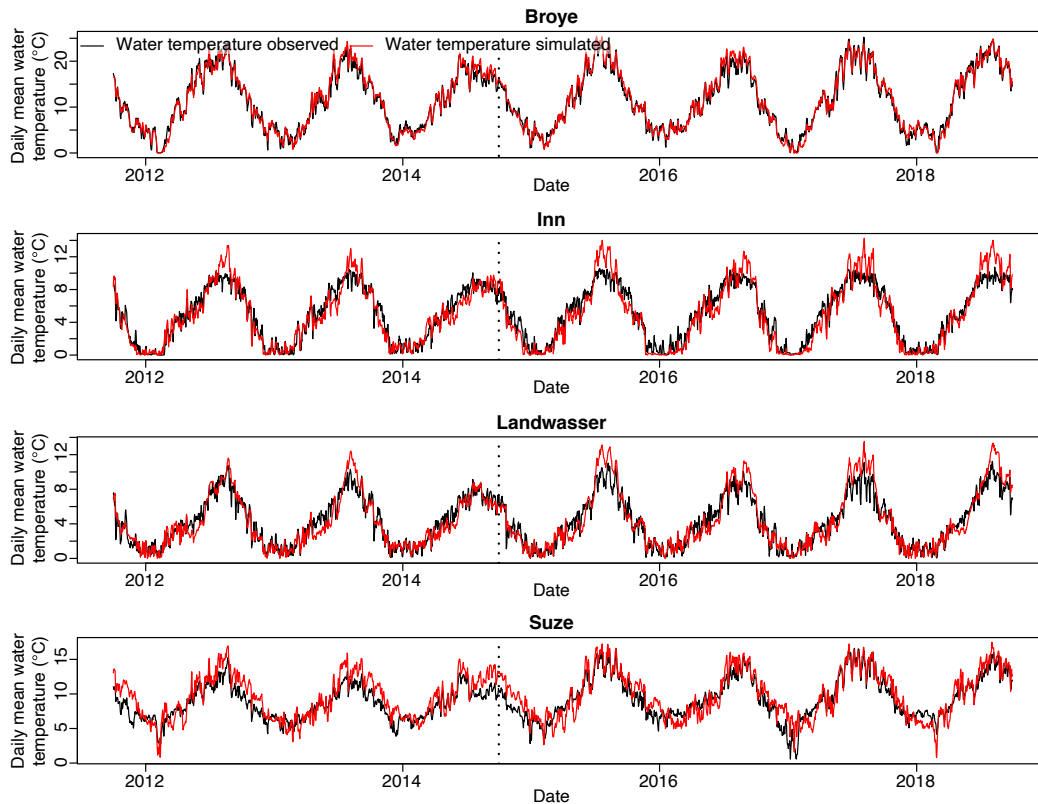 Broye
Water temperature observed
Water temperature simulated
Daily mean water
temperature (°C)
20
10
5
0
2012
2014
2016
2018
Date
Inn
Daily mean water
temperature (°C)
12
8
4
0
2012
2014
2016
2018
Date
Landwasser
Daily mean water
temperature (°C)
12
8
4
0
2012
2014
2016
2018
Date
Suze
Daily mean water
temperature (°C)
15
10
5
0
2012
2014
2016
2018
Date